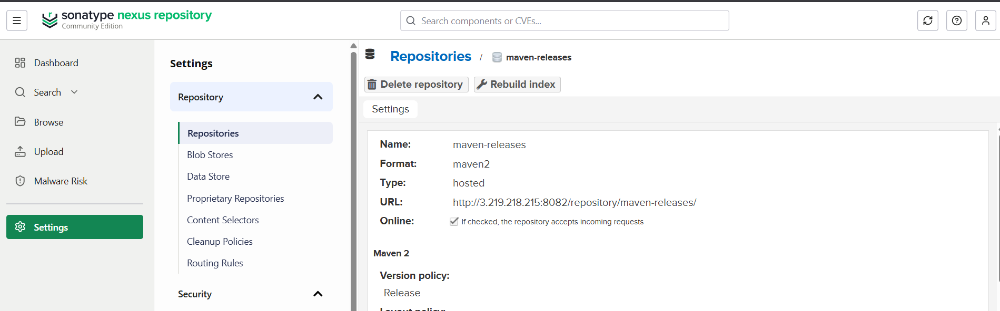 sonatype nexus repository
Community Edition
Search components or CVEs...
Dashboard
Search
Browse
Upload
Malware Risk
Settings
Settings
Repository
Repositories
Blob Stores
Data Store
Proprietary Repositories
Content Selectors
Cleanup Policies
Routing Rules
Security
Repositories / maven-releases
Delete repository Rebuild index
Settings
Name: maven-releases
Format: maven2
Type: hosted
URL: http://3.219.218.215:8082/repository/maven-releases/
Online: If checked, the repository accepts incoming requests
Maven 2
Version policy:
Release
Layout policy: